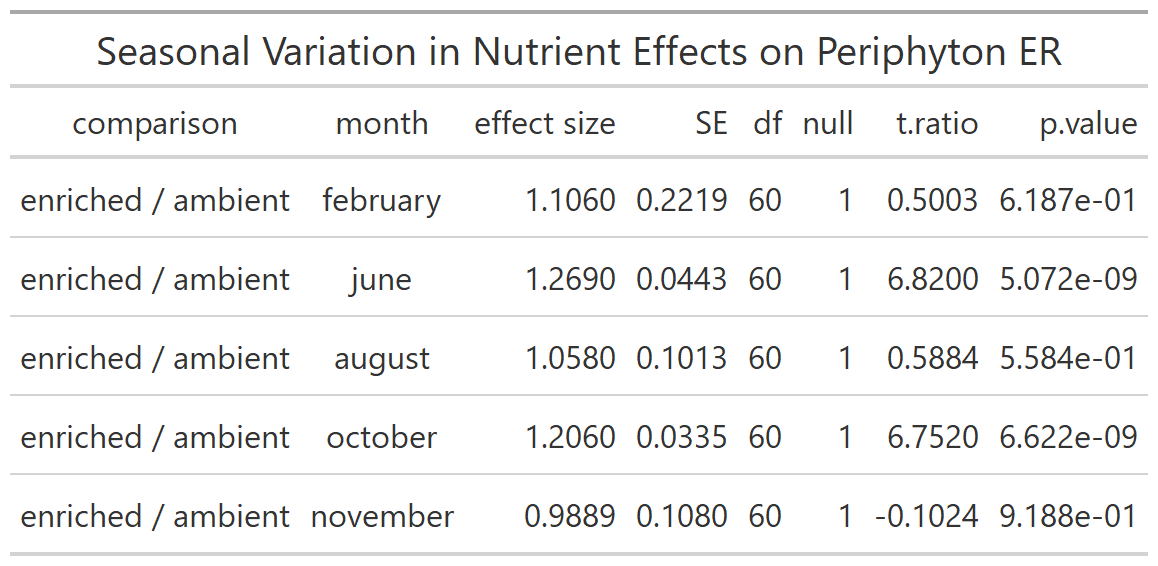 Seasonal Variation in Nutrient Effects on Periphyton ER
comparison month effect size SE df null t.ratio p.value
enriched / ambient february 1.1060 0.2219 60 1 0.5003 6.187e-01
enriched / ambient june 1.2690 0.0443 60 1 6.8200 5.072e-09
enriched / ambient august 1.0580 0.1013 60 1 0.5884 5.584e-01
enriched / ambient october 1.2060 0.0335 60 1 6.7520 6.622e-09
enriched / ambient november 0.9889 0.1080 60 1 -0.1024 9.188e-01